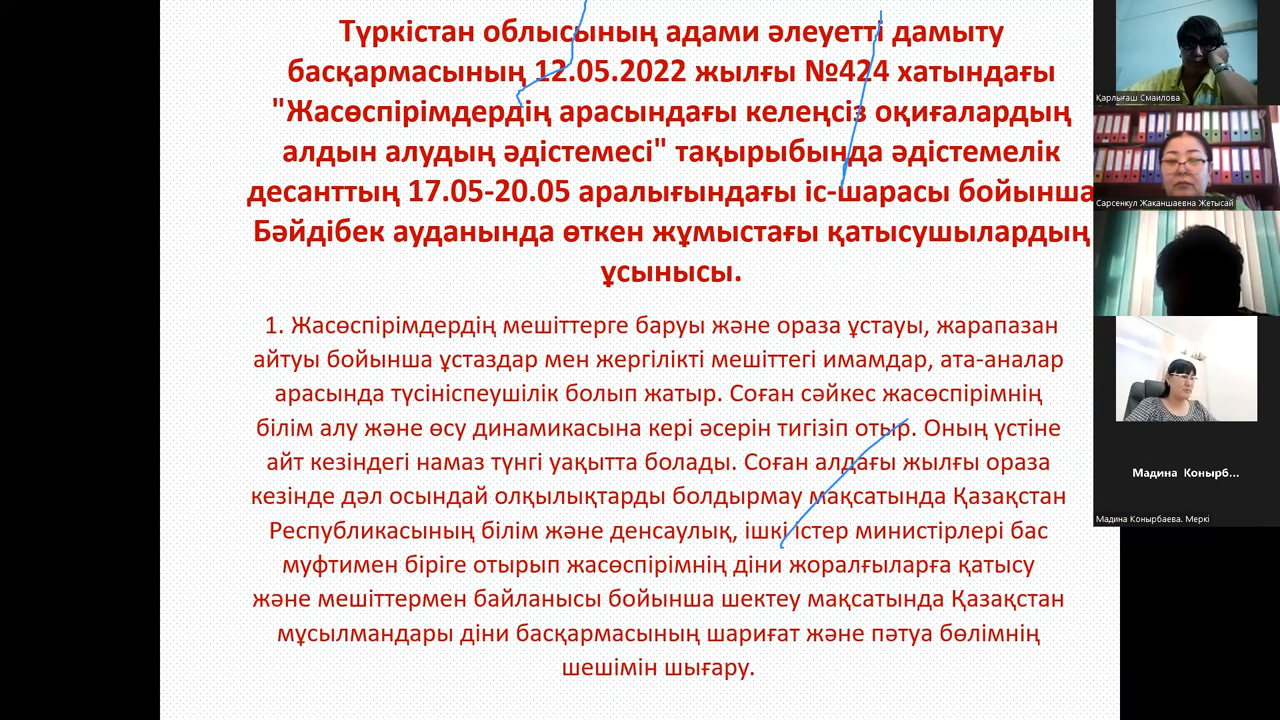 Түркістан облысының адами әлеуетті дамыту
басқармасының 12.05.2022 жылғы №424 хатындағы
"Жасөспірімдердің арасындағы келеңсіз оқиғалардың
алдын алудың әдістемесі" тақырыбында әдістемелік
десанттың 17.05-20.05 аралығындағы іс-шарасы бойынша
Бәйдібек ауданында өткен жұмыстағы қатысушылардың
ұсынысы.
1. Жасөспірімдердің мешіттерге баруы және ораза ұстауы, жарапазан
айтуы бойынша ұстаздар мен жергілікті мешіттегі имамдар, ата-аналар
арасында түсініспеушілік болып жатыр. Соған сәйкес жасөспірімнің
білім алу және өсу динамикасына кері әсерін тигізіп отыр. Оның үстіне
айт кезіндегі намаз түнгі уақытта болады. Соған алдағы жылғы ораза
кезінде дәл осындай олқылықтарды болдырмау мақсатында Қазақстан
Республикасының білім және денсаулық, ішкі істер министірлері бас
муфтимен біріге отырып жасөспірімнің діни жоралғыларға қатысу
және мешіттермен байланысы бойынша шектеу мақсатында Қазақстан
мұсылмандары діни басқармасының шариғат және пәтуа бөлімнің
шешімін шығару.
Қарлығаш Смаилова
Сарсенкул Жаканшаевна Жетысай
Мадина Конырб...
Мадина Конырбаева. Меркі